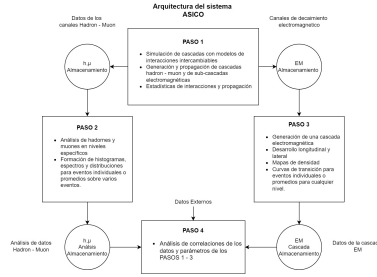 Arquitectura del sistema
ASICO
Datos de los
canales Hadron - Muon
Canales de decaimiento
electromagnetico
h.μ
Almacenamiento
PASO 1
• Simulación de cascadas con modelos de
interacciones intercambiables
• Generación y propagación de cascadas
hadron - muon y de sub-cascadas
electromagnéticas
• Estadísticas de interacciones y propagación
EM
Almacenamiento
PASO 2
• Análisis de hadornes y
muones en niveles
específicos
• Formación de histogramas,
espectros y distribuciones
para eventos individuales o
promedios sobre varios
eventos.
PASO 3
• Generación de una cascada
electromagnética
• Desarrollo longitudinal y
lateral
• Mapas de densidad
• Curvas de transición para
eventos individuales o
promedios para cualquier
nivel.
Datos Externos
Análisis de datos
Hadron - Muon
h.μ
Análisis
Almacenamiento
PASO 4
• Análisis de correlaciones de los
datos y parámetros de los
PASOS 1 - 3
EM
Cascada
Almacenamiento
Datos de la cascada
EM